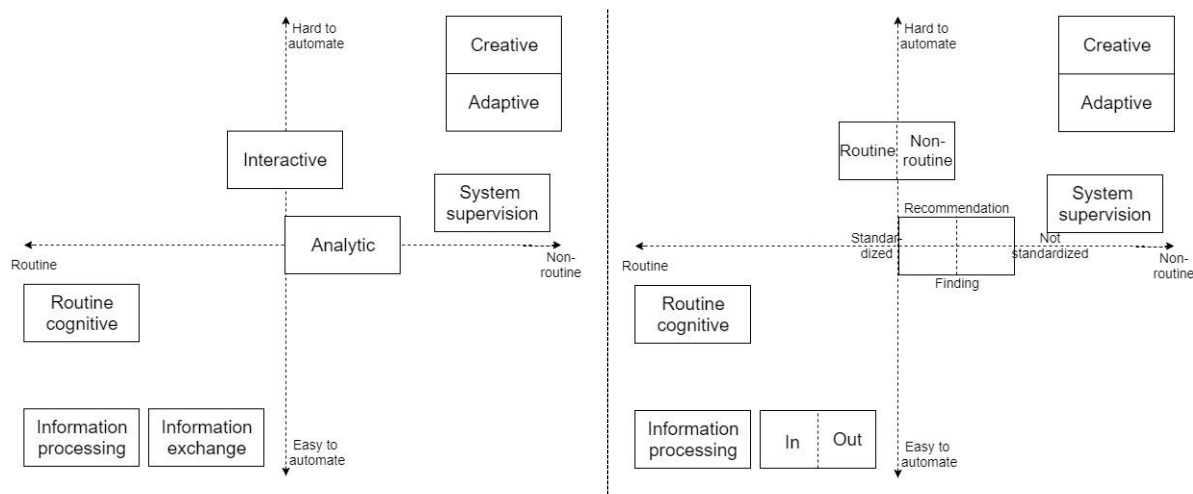 Hard to
automate
Creative
Adaptive
Interactive
System
supervision
Analytic
Routine
Non-
routine
Routine
cognitive
Information
processing
Information
exchange
Easy to
automate
Hard to
automate
Creative
Adaptive
Routine
Non-
routine
System
supervision
Recommendation
Standar-
dized
Not
standardized
Finding
Routine
Non-
routine
Routine
cognitive
Information
processing
In
Out
Easy to
automate